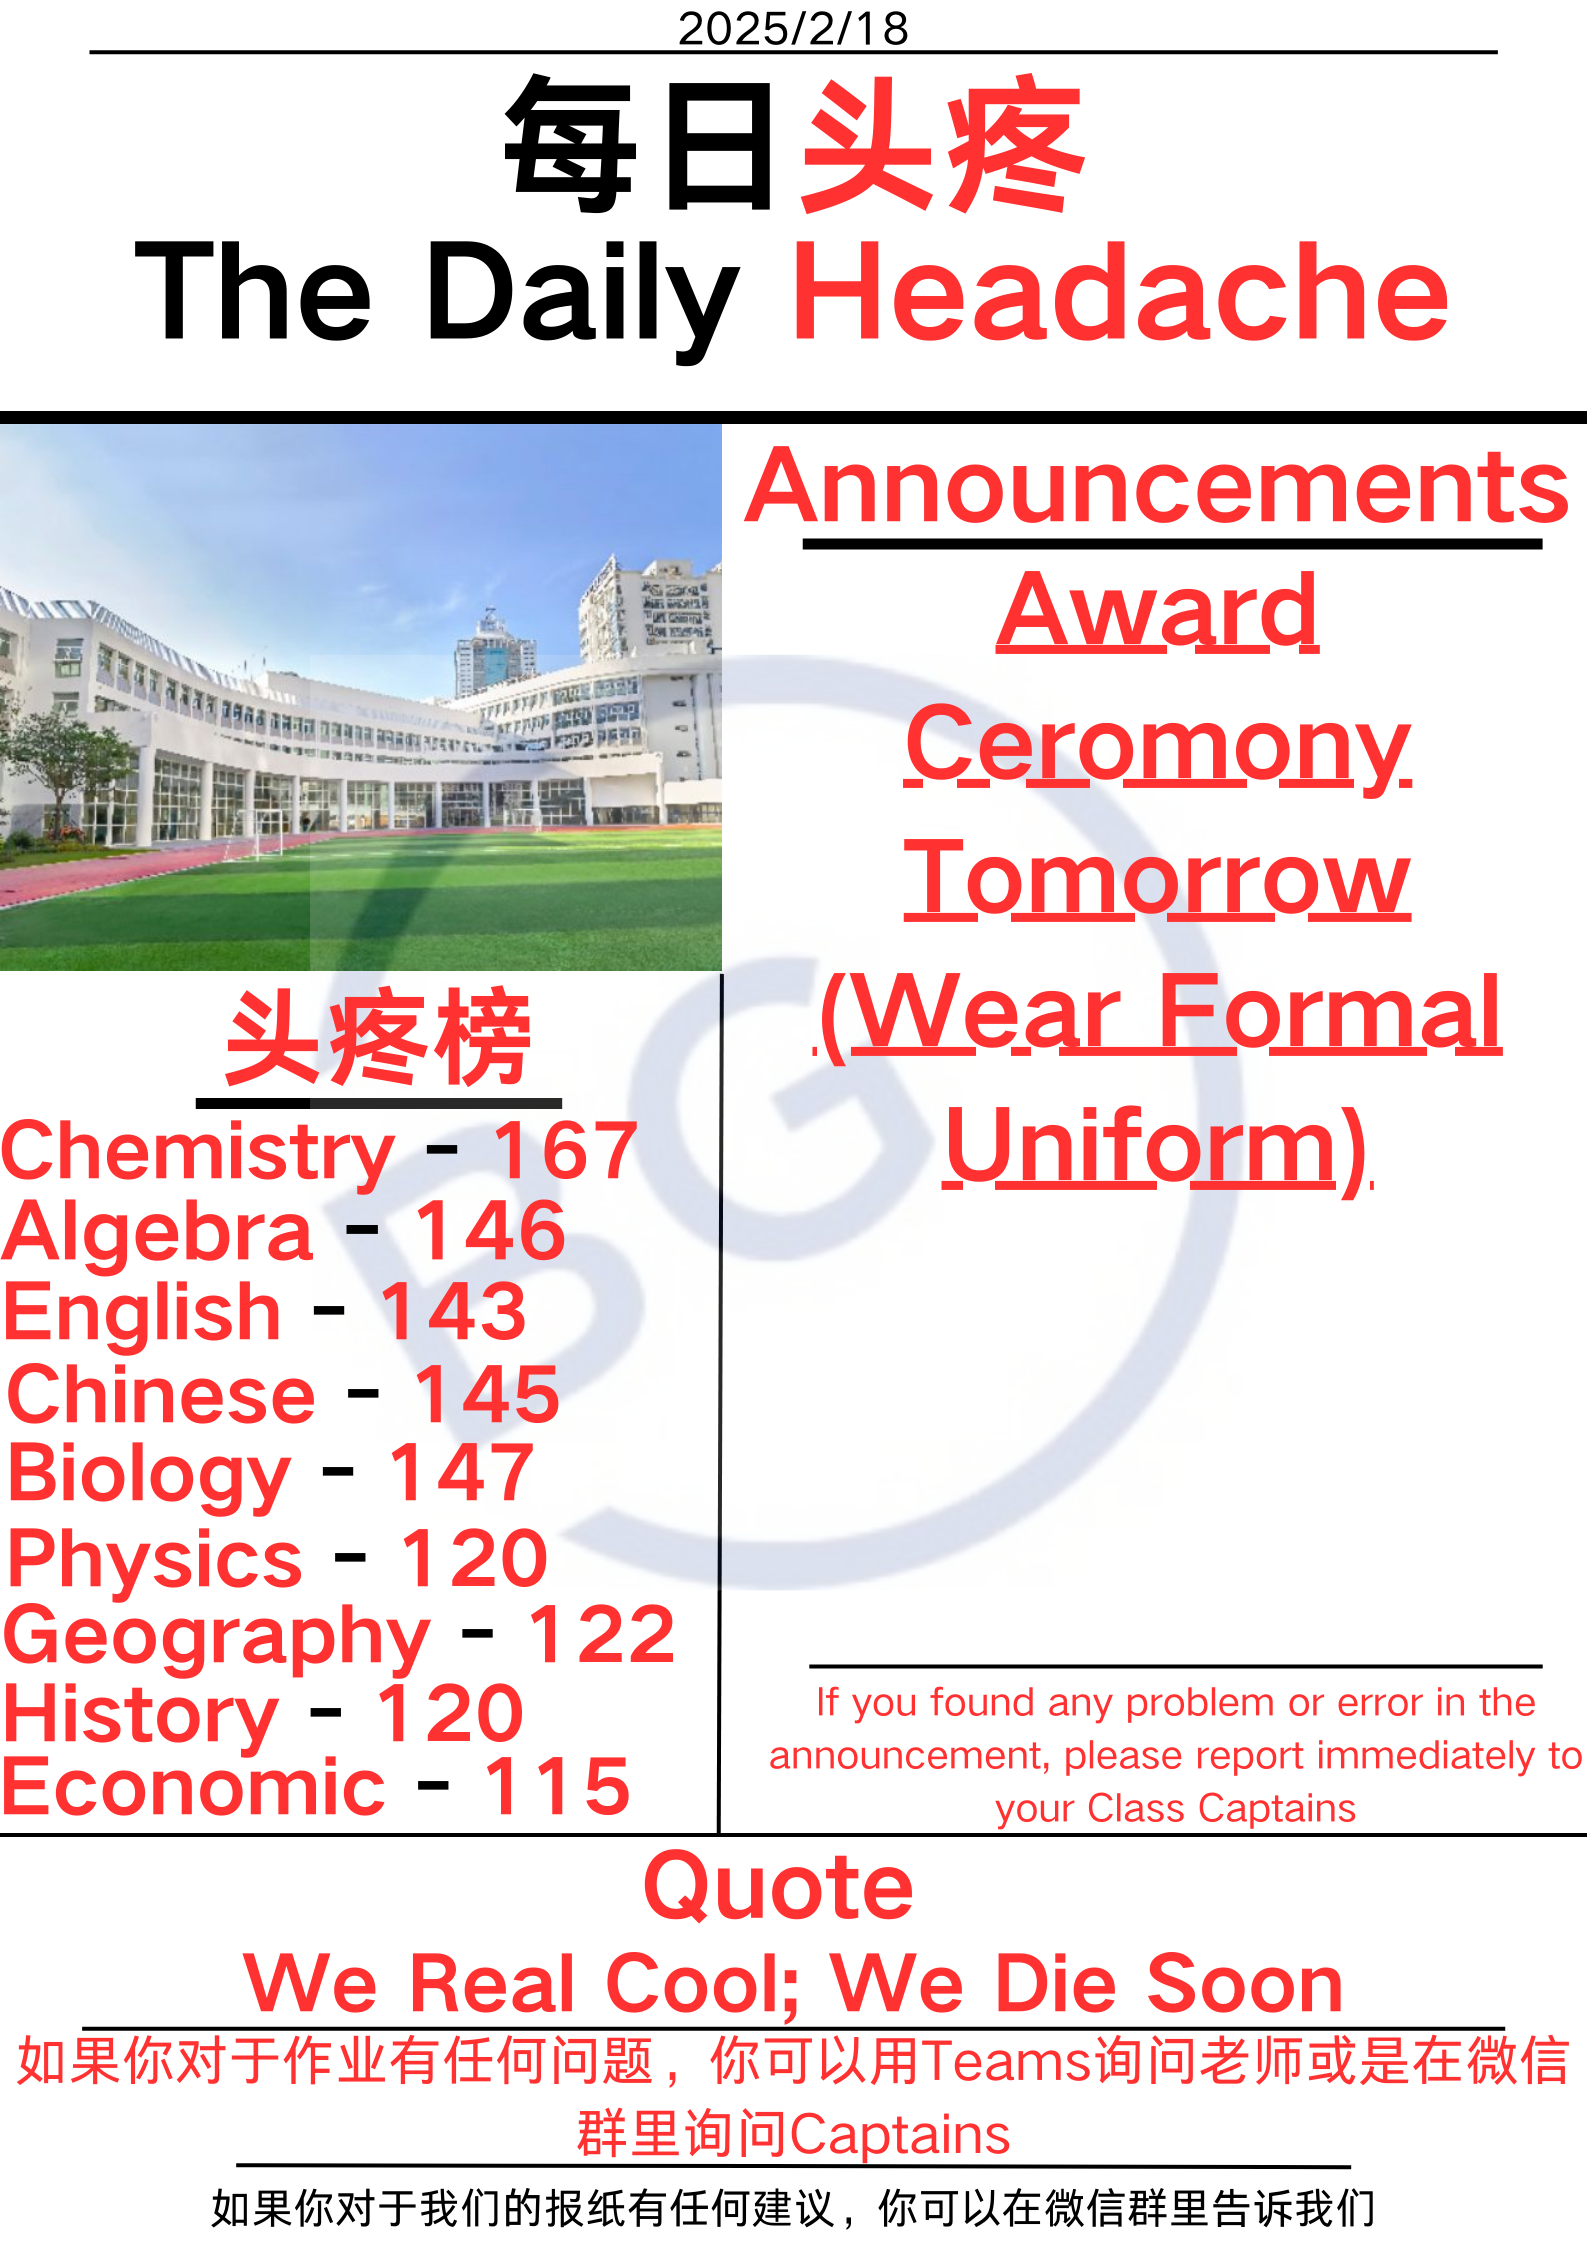 2025/2/18
每日头疼
The Daily Headache
Announcements
Award
Ceromony
Tomorrow
(Wear Formal
Uniform)
头疼榜
Chemistry - 167
Algebra - 146
English - 143
Chinese - 145
Biology - 147
Physics - 120
Geography - 122
History - 120
Economic - 115
BG
If you found any problem or error in the
announcement, please report immediately to
your Class Captains
Quote
We Real Cool; We Die Soon
如果你对于作业有任何问题，你可以用Teams询问老师或是在微信
群里询问Captains
如果你对于我们的报纸有任何建议，你可以在微信群里告诉我们